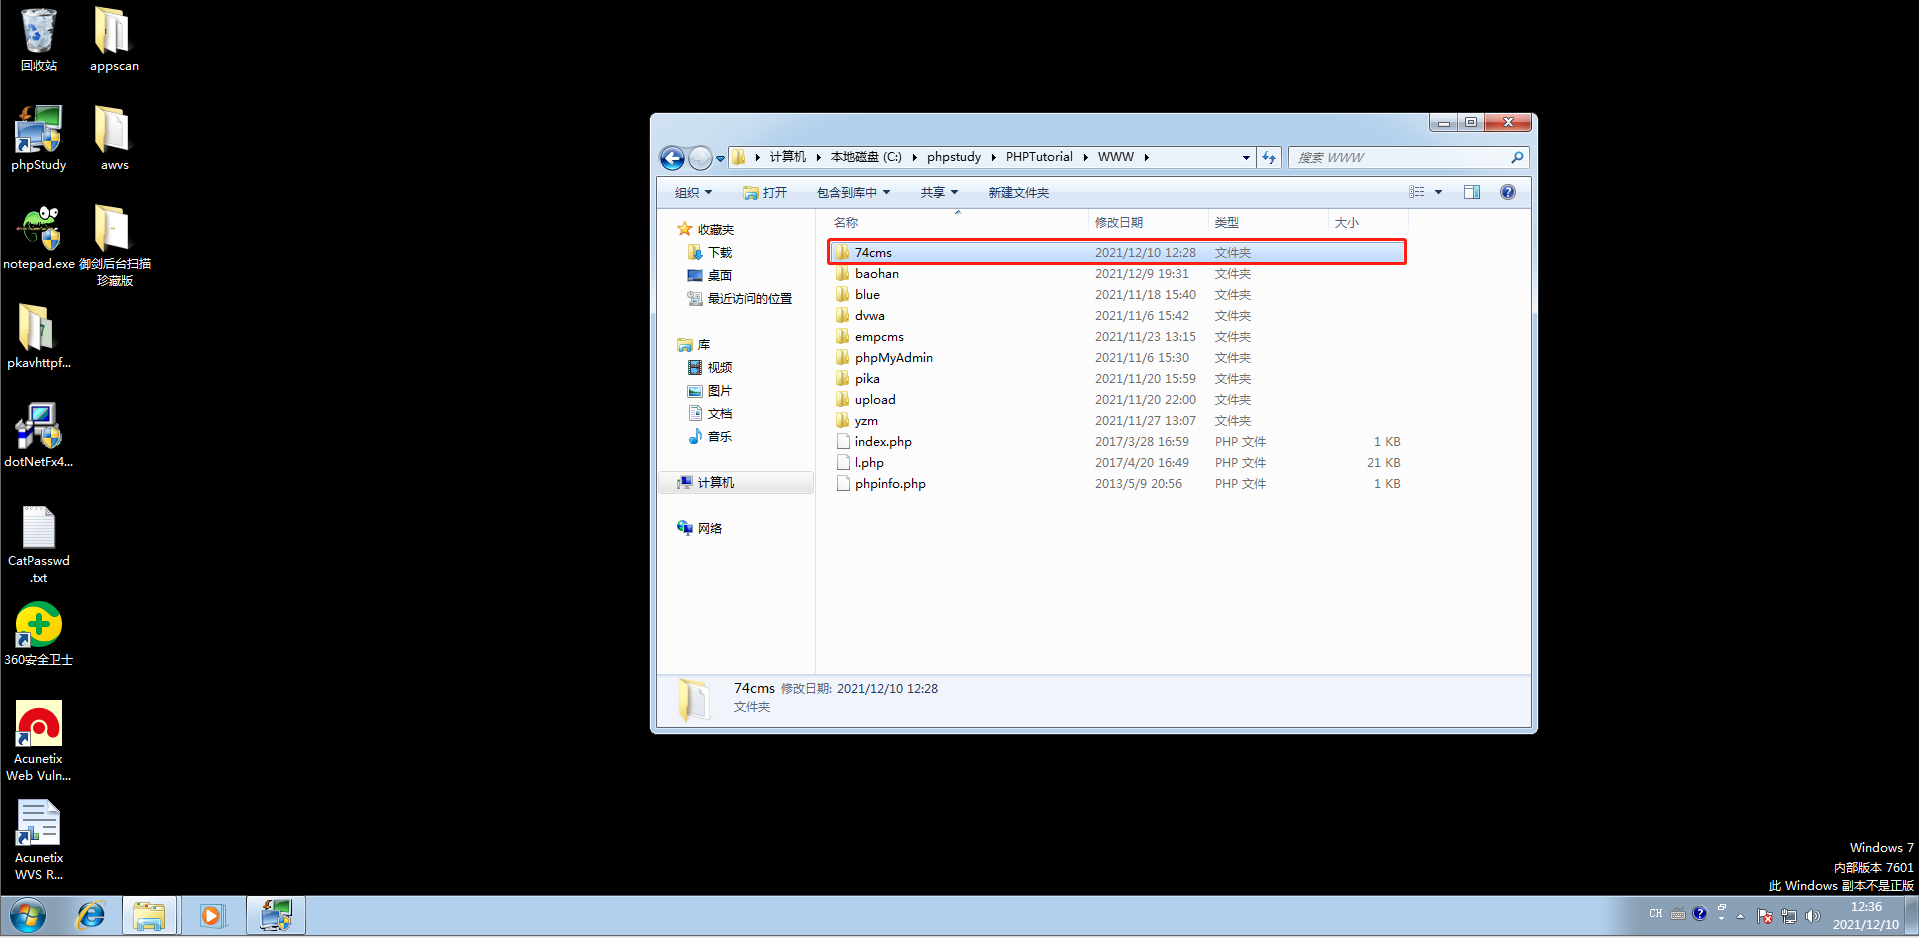 回收站
appscan
phpStudy
awvs
notepad.exe
御剑后台扫描
珍藏版
pkavhttpf...
dotNetFx4...
CatPasswd
.txt
360安全卫士
Acunetix
Web Vuln...
Acunetix
WVS R...
计算机 本地磁盘 (C:) phpstudy PHPTutorial WWW
搜索 WWW
组织 打开 包含到库中 共享 新建文件夹
收藏夹
下载
桌面
最近访问的位置
库
视频
图片
文档
音乐
计算机
网络
名称 修改日期 类型 大小
74cms 2021/12/10 12:28 文件夹
baohan 2021/12/9 19:31 文件夹
blue 2021/11/18 15:40 文件夹
dvwa 2021/11/6 15:42 文件夹
empcms 2021/11/23 13:15 文件夹
phpMyAdmin 2021/11/6 15:30 文件夹
pika 2021/11/20 15:59 文件夹
upload 2021/11/20 22:00 文件夹
yzm 2021/11/27 13:07 文件夹
index.php 2017/3/28 16:59 PHP 文件 1 KB
l.php 2017/4/20 16:49 PHP 文件 21 KB
phpinfo.php 2013/5/9 20:56 PHP 文件 1 KB
74cms 修改日期: 2021/12/10 12:28
文件夹
Windows 7
内部版本 7601
此 Windows 副本不是正版
CH
12:36
2021/12/10